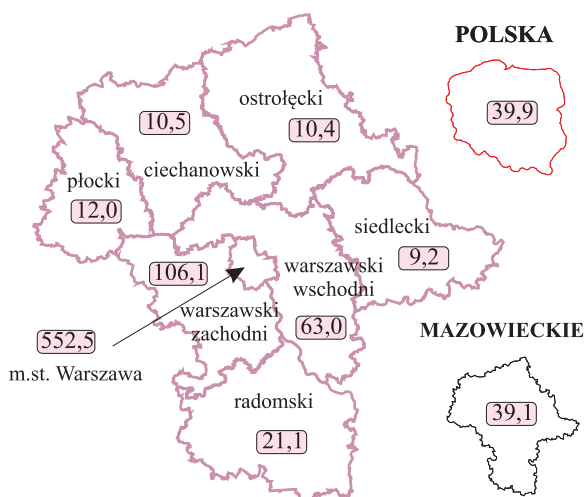 POLSKA
39,9
ostrołęcki
10,4
10,5
ciechanowski
płocki
12,0
siedlecki
9,2
106,1
warszawski
wschodni
63,0
warszawski
zachodni
552,5
m.st. Warszawa
radomski
21,1
MAZOWIECKIE
39,1